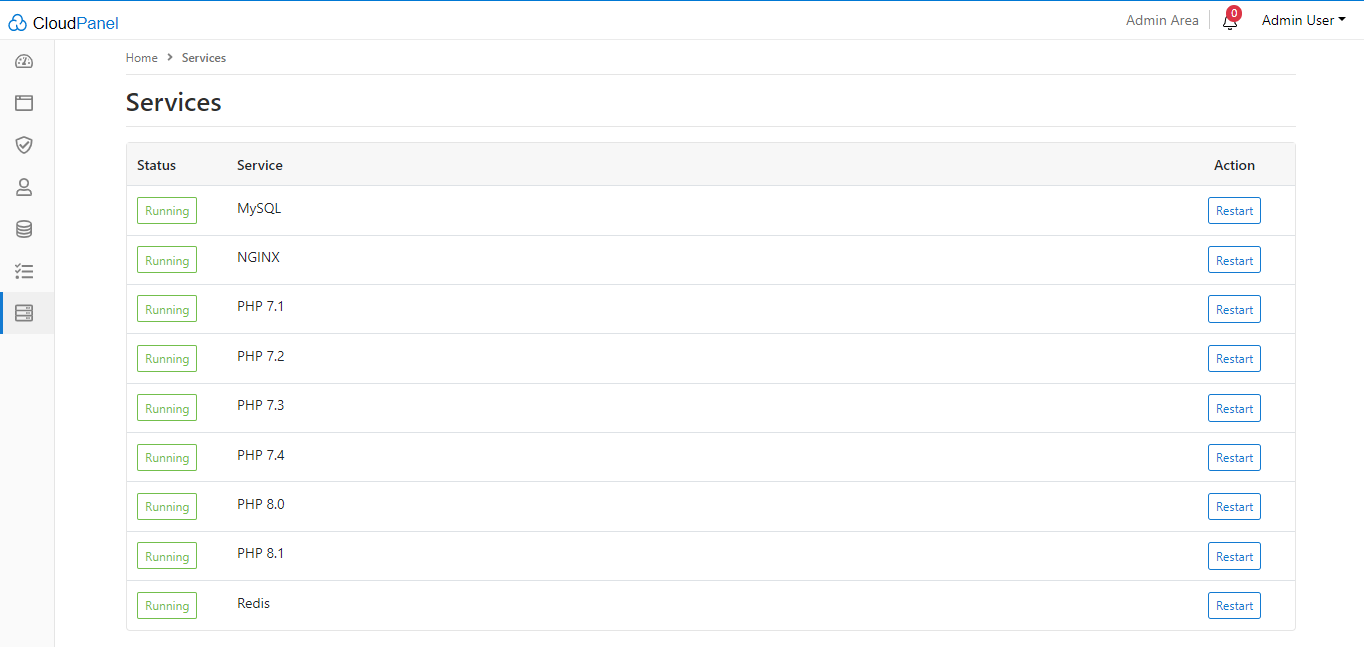 CloudPanel Admin Area 0 Admin User
Home > Services
Services
Status Service Action
Running MySQL Restart
Running NGINX Restart
Running PHP 7.1 Restart
Running PHP 7.2 Restart
Running PHP 7.3 Restart
Running PHP 7.4 Restart
Running PHP 8.0 Restart
Running PHP 8.1 Restart
Running Redis Restart